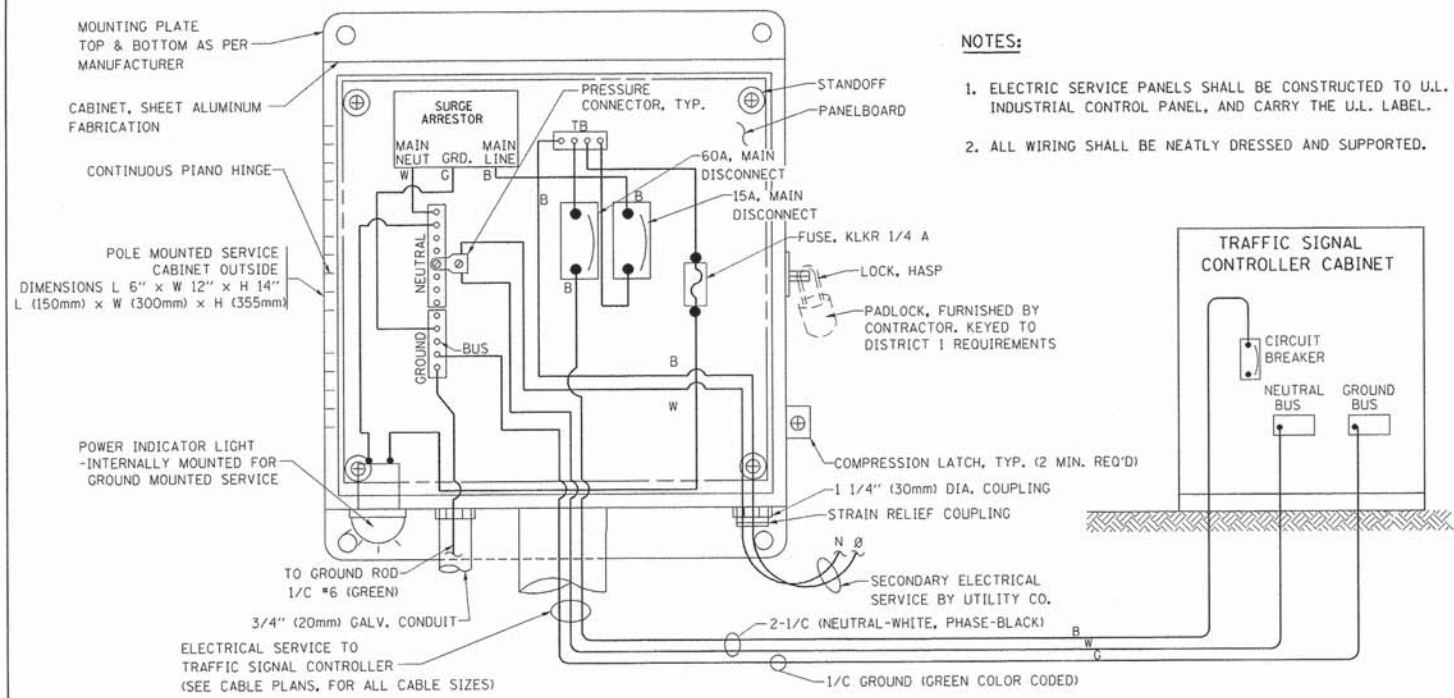 MOUNTING PLATE
TOP & BOTTOM AS PER
MANUFACTURER
CABINET, SHEET ALUMINUM
FABRICATION
CONTINUOUS PIANO HINGE
POLE MOUNTED SERVICE
CABINET OUTSIDE
DIMENSIONS L 6" x W 12" x H 14"
L (150mm) x W (300mm) x H (355mm)
POWER INDICATOR LIGHT
-INTERNALLY MOUNTED FOR
GROUND MOUNTED SERVICE
TO GROUND ROD
1/C #6 (GREEN)
3/4" (20mm) GALV. CONDUIT
ELECTRICAL SERVICE TO
TRAFFIC SIGNAL CONTROLLER
(SEE CABLE PLANS, FOR ALL CABLE SIZES)
SURGE
ARRESTOR
MAIN
NEUT
GRD.
MAIN
LINE
W
G
B
PRESSURE
CONNECTOR, TYP.
TB
60A, MAIN
DISCONNECT
15A, MAIN
DISCONNECT
B
B
B
NEUTRAL
GROUND
BUS
B
W
STANDOFF
PANELBOARD
FUSE, KLKR 1/4 A
LOCK, HASP
PADLOCK, FURNISHED BY
CONTRACTOR. KEYED TO
DISTRICT 1 REQUIREMENTS
COMPRESSION LATCH, TYP. (2 MIN. REQ'D)
1 1/4" (30mm) DIA. COUPLING
STRAIN RELIEF COUPLING
N Ø
SECONDARY ELECTRICAL
SERVICE BY UTILITY CO.
2-1/C (NEUTRAL-WHITE, PHASE-BLACK)
B
W
G
1/C GROUND (GREEN COLOR CODED)
NOTES:
1. ELECTRIC SERVICE PANELS SHALL BE CONSTRUCTED TO U.L.
INDUSTRIAL CONTROL PANEL, AND CARRY THE U.L. LABEL.
2. ALL WIRING SHALL BE NEATLY DRESSED AND SUPPORTED.
TRAFFIC SIGNAL
CONTROLLER CABINET
CIRCUIT
BREAKER
NEUTRAL
BUS
GROUND
BUS